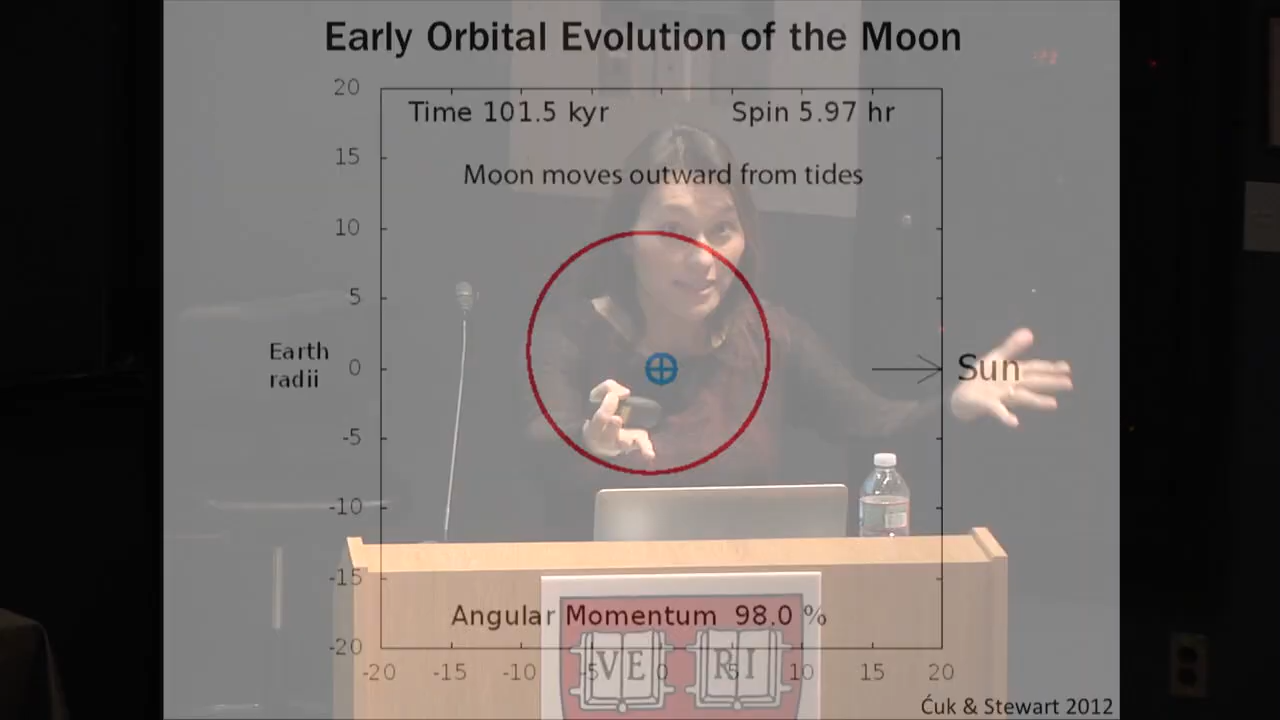 Early Orbital Evolution of the Moon
20
Time 101.5 kyr Spin 5.97 hr
15
Moon moves outward from tides
10
5
Earth
radii
0
Sun
-5
-10
-15
Angular Momentum 98.0 %
-20
-20 -15 -10 -5 0 5 10 15 20
VE RI
Ćuk & Stewart 2012